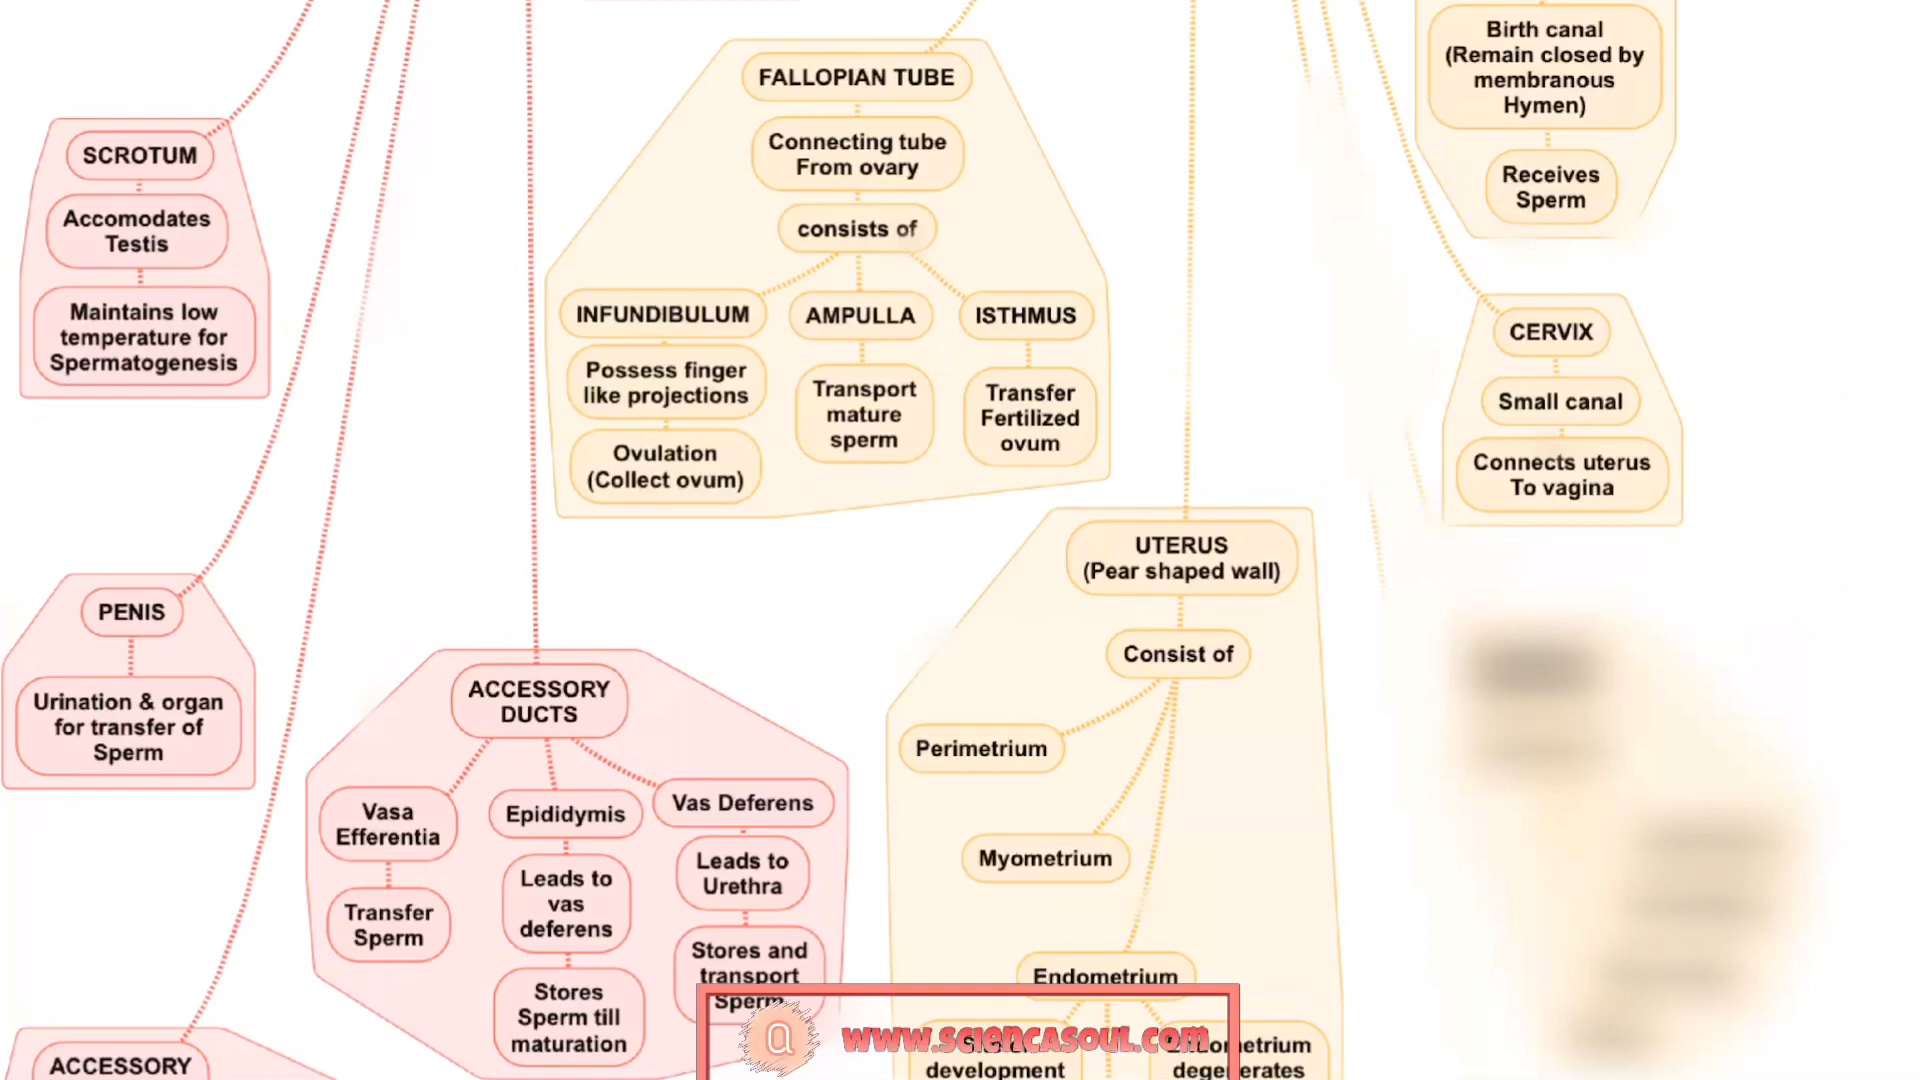 Birth canal
(Remain closed by
membranous
Hymen)
Receives
Sperm
FALLOPIAN TUBE
Connecting tube
From ovary
consists of
INFUNDIBULUM
Possess finger
like projections
Ovulation
(Collect ovum)
AMPULLA
Transport
mature
sperm
ISTHMUS
Transfer
Fertilized
ovum
SCROTUM
Accomodates
Testis
Maintains low
temperature for
Spermatogenesis
CERVIX
Small canal
Connects uterus
To vagina
PENIS
Urination & organ
for transfer of
Sperm
UTERUS
(Pear shaped wall)
Consist of
Perimetrium
Myometrium
Endometrium
development
degenerates
ACCESSORY
DUCTS
Vasa
Efferentia
Transfer
Sperm
Epididymis
Leads to
vas
deferens
Stores
Sperm till
maturation
Vas Deferens
Leads to
Urethra
Stores and
transport
Sperm
ACCESSORY
@ www.sciencasoul.com